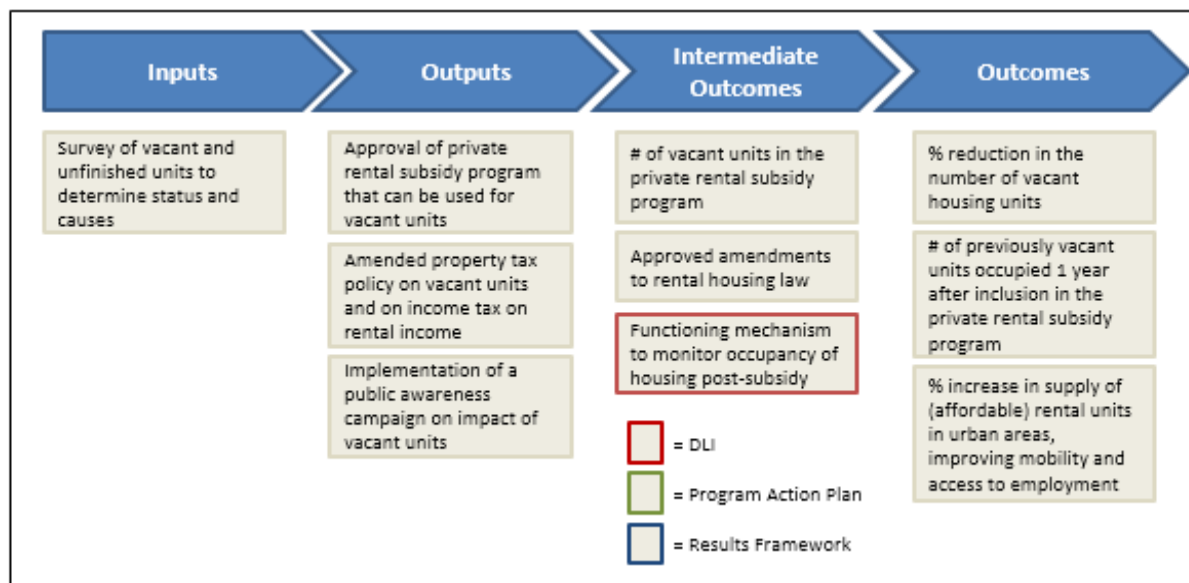 Inputs
Outputs
Intermediate
Outcomes
Outcomes
Survey of vacant and
unfinished units to
determine status and
causes
Approval of private
rental subsidy program
that can be used for
vacant units
Amended property tax
policy on vacant units
and on income tax on
rental income
Implementation of a
public awareness
campaign on impact of
vacant units
# of vacant units in the
private rental subsidy
program
Approved amendments
to rental housing law
Functioning mechanism
to monitor occupancy of
housing post-subsidy
= DLI
= Program Action Plan
= Results Framework
% reduction in the
number of vacant
housing units
# of previously vacant
units occupied 1 year
after inclusion in the
private rental subsidy
program
% increase in supply of
(affordable) rental units
in urban areas,
improving mobility and
access to employment